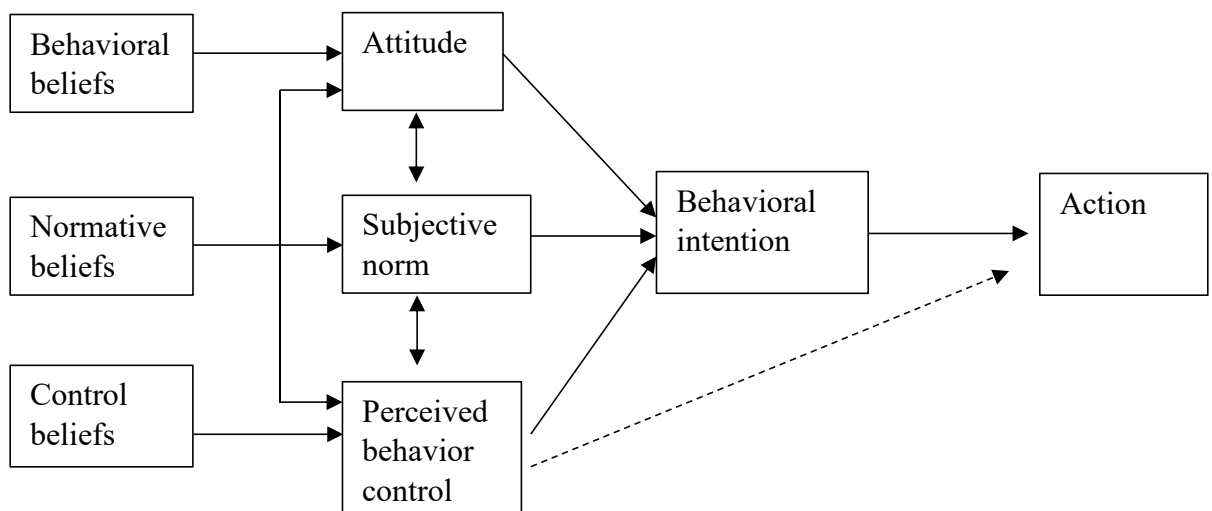 Behavioral
beliefs
Attitude
Normative
beliefs
Subjective
norm
Behavioral
intention
Action
Control
beliefs
Perceived
behavior
control